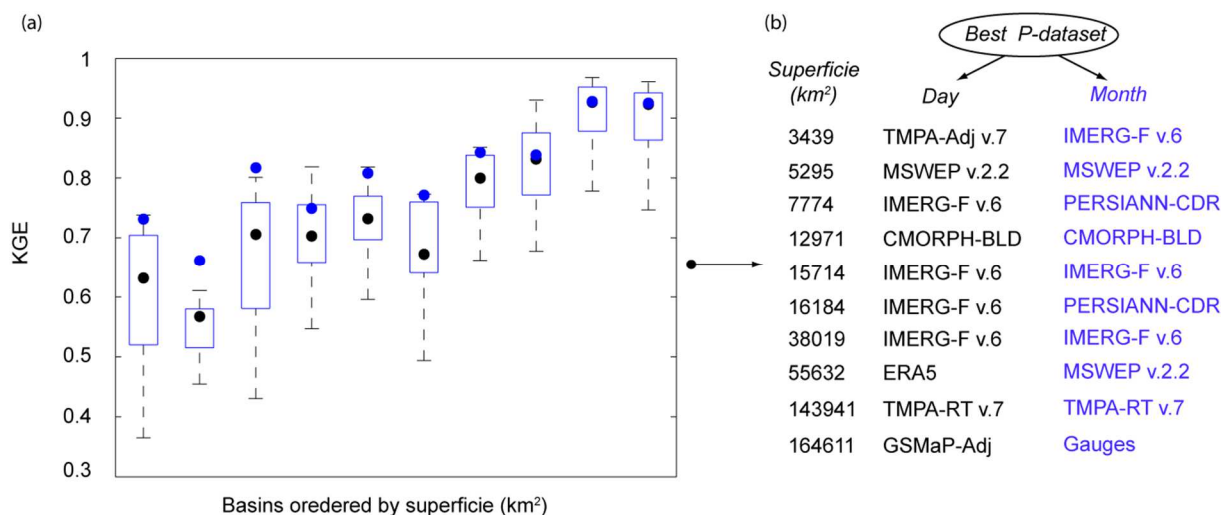 (a)
1
0.9
0.8
0.7
0.6
0.5
0.4
0.3
KGE
Basins oredered by superficie (km²)
(b)
Best P-dataset
Superficie
(km²) Day Month
3439 TMPA-Adj v.7 IMERG-F v.6
5295 MSWEP v.2.2 MSWEP v.2.2
7774 IMERG-F v.6 PERSIANN-CDR
12971 CMORPH-BLD CMORPH-BLD
15714 IMERG-F v.6 IMERG-F v.6
16184 IMERG-F v.6 PERSIANN-CDR
38019 IMERG-F v.6 IMERG-F v.6
55632 ERA5 MSWEP v.2.2
143941 TMPA-RT v.7 TMPA-RT v.7
164611 GSMaP-Adj Gauges